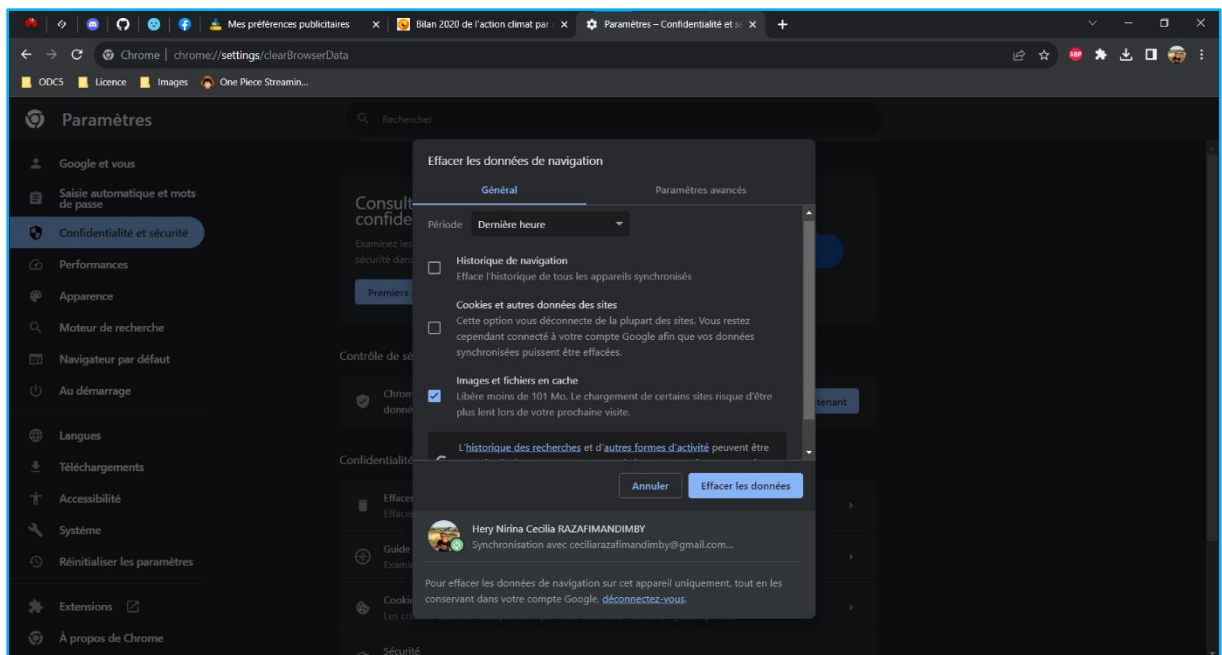 Mes préférences publicitaires
Bilan 2020 de l'action climat par
Paramètres – Confidentialité et s
Chrome | chrome://settings/clearBrowserData
ABP
ODC5
Licence
Images
One Piece Streamin...
Paramètres
Rechercher
Google et vous
Saisie automatique et mots
de passe
Confidentialité et sécurité
Performances
Apparence
Moteur de recherche
Navigateur par défaut
Au démarrage
Langues
Téléchargements
Accessibilité
Système
Réinitialiser les paramètres
Extensions
À propos de Chrome
Consult
confide
Examinez les
sécurité dans
Premiers
Contrôle de sé
Chrom
donné
tenant
Confidentialité
Effacer
Effacer
Guide
Examin
Cookie
Les co
Sécurité
Effacer les données de navigation
Général
Paramètres avancés
Période
Dernière heure
Historique de navigation
Efface l'historique de tous les appareils synchronisés
Cookies et autres données des sites
Cette option vous déconnecte de la plupart des sites. Vous restez
cependant connecté à votre compte Google afin que vos données
synchronisées puissent être effacées.
Images et fichiers en cache
Libère moins de 101 Mo. Le chargement de certains sites risque d'être
plus lent lors de votre prochaine visite.
L'historique des recherches et d'autres formes d'activité peuvent être
Annuler
Effacer les données
Hery Nirina Cecilia RAZAFIMANDIMBY
Synchronisation avec ceciliarazafimandimby@gmail.com...
Pour effacer les données de navigation sur cet appareil uniquement, tout en les
conservant dans votre compte Google, déconnectez-vous.